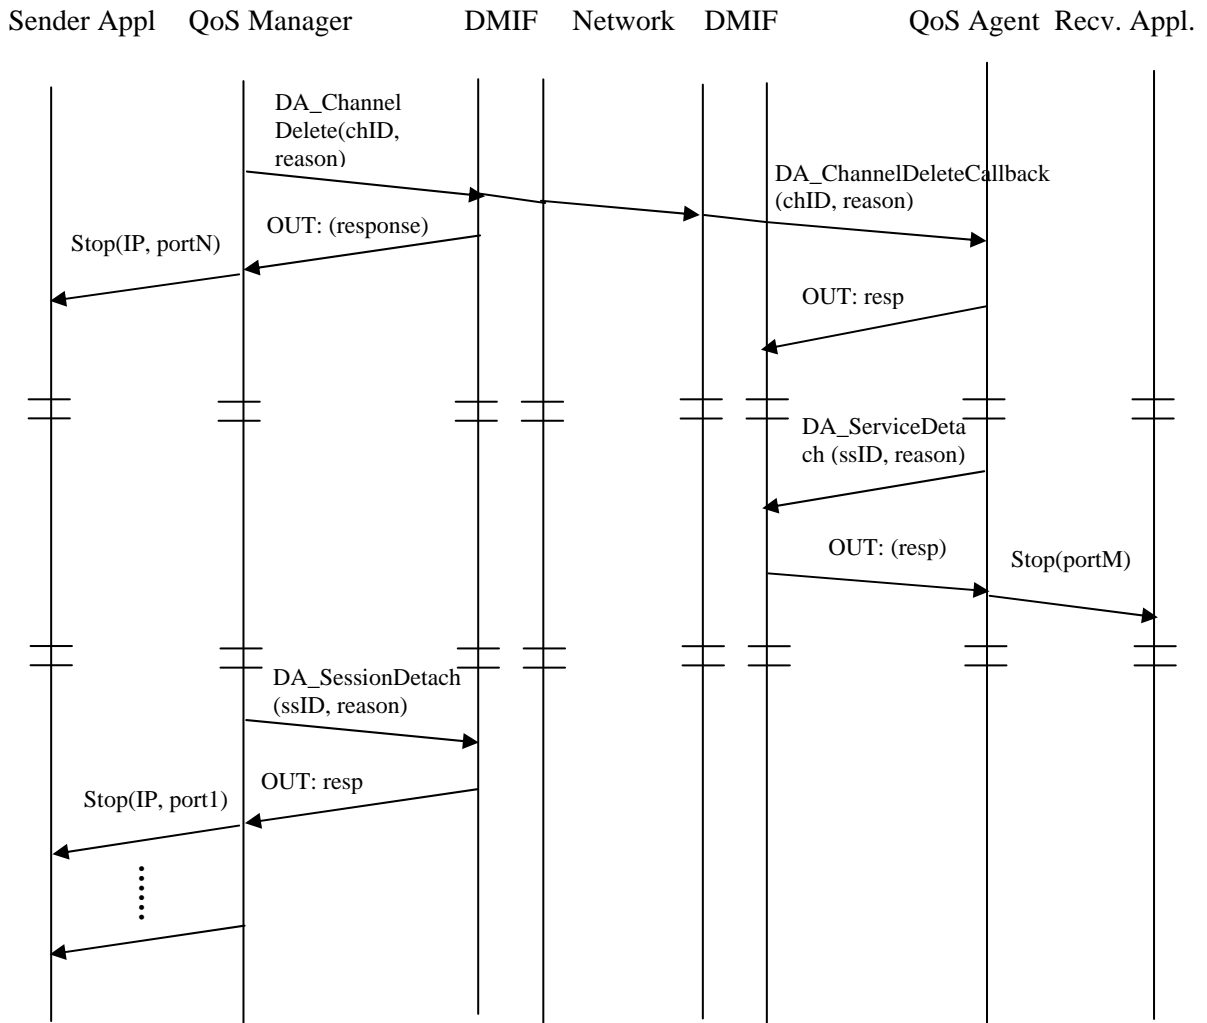 Sender Appl QoS Manager DMIF Network DMIF QoS Agent Recv. Appl.
DA_Channel
Delete(chID,
reason)
DA_ChannelDeleteCallback
(chID, reason)
OUT: (response)
Stop(IP, portN)
OUT: resp
DA_ServiceDeta
ch (ssID, reason)
OUT: (resp)
Stop(portM)
DA_SessionDetach
(ssID, reason)
OUT: resp
Stop(IP, port1)